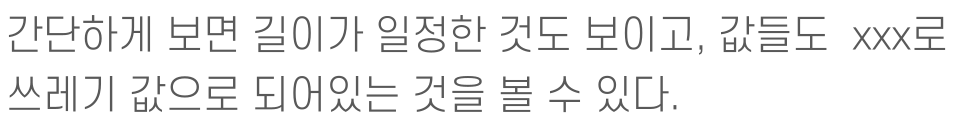 간단하게 보면 길이가 일정한 것도 보이고, 값들도  xxx로
쓰레기 값으로 되어있는 것을 볼 수 있다.